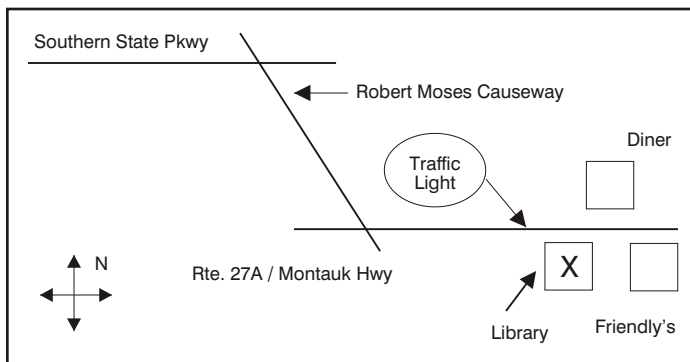 Southern State Pkwy
Robert Moses Causeway
Diner
Traffic
Light
N
Rte. 27A / Montauk Hwy
X
Library
Friendly's